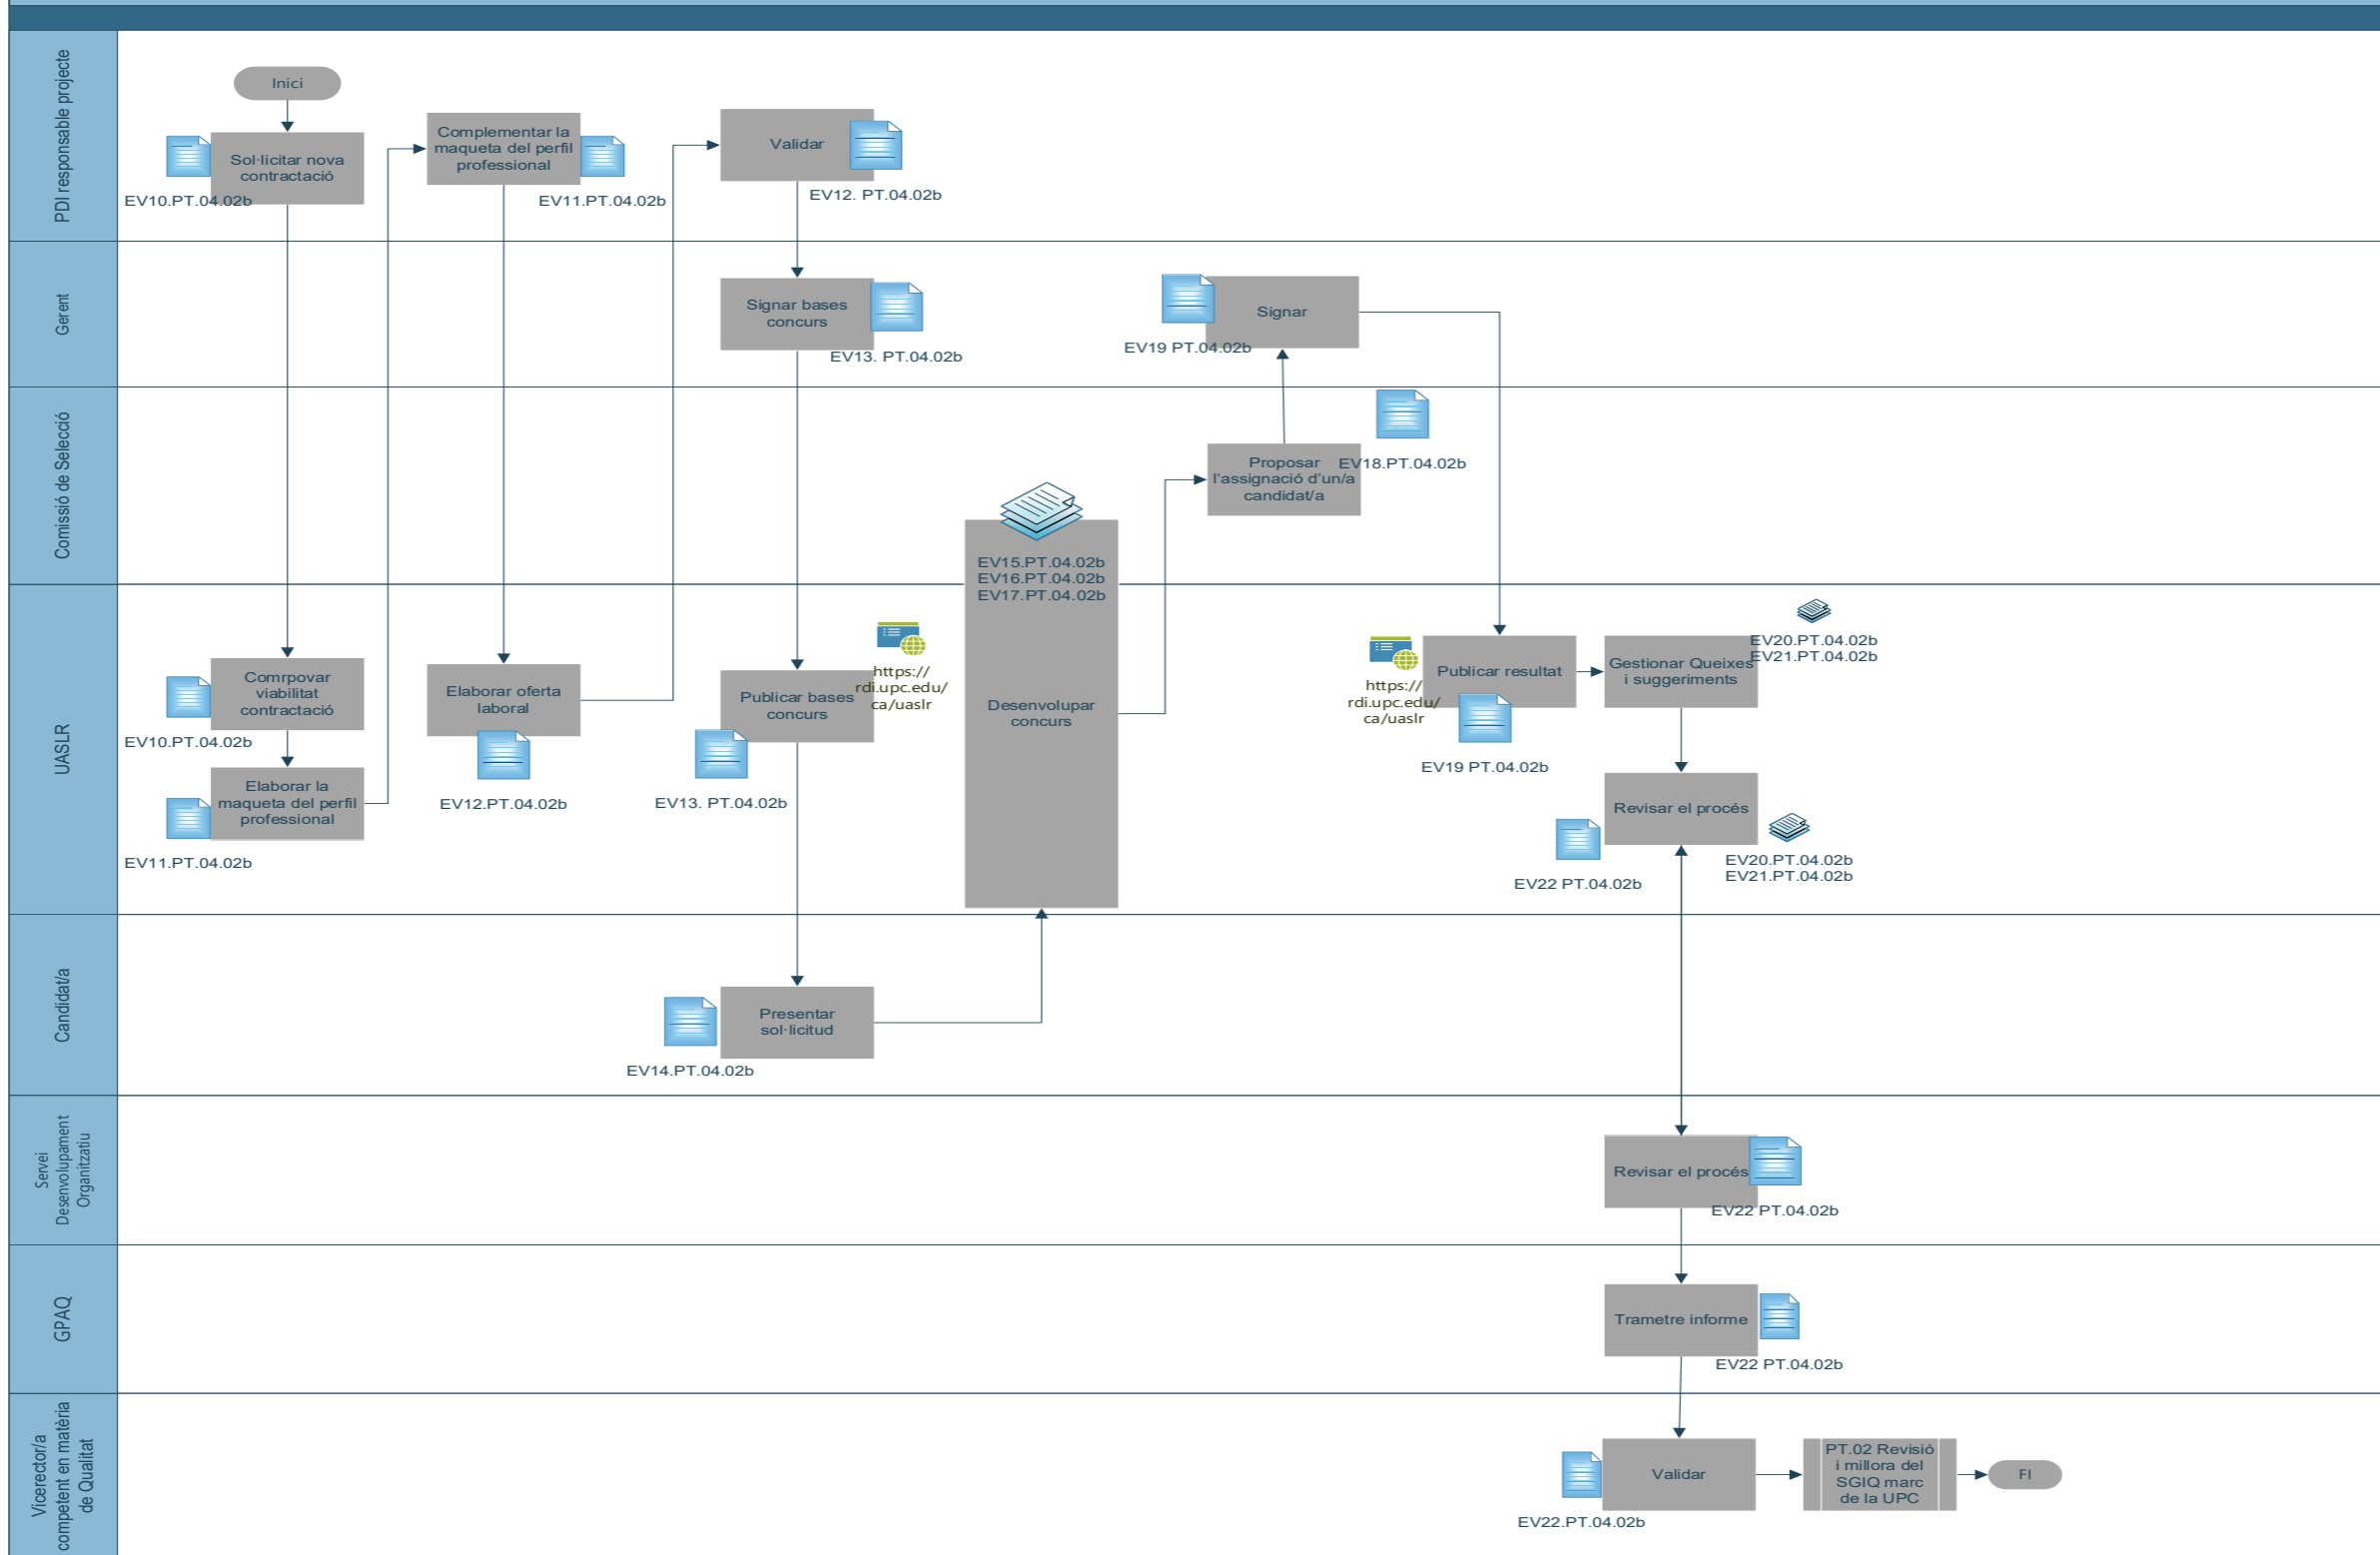 PDI responsable projecte
Inici
Sol·licitar nova
contractació
EV10.PT.04.02b
Complementar la
maqueta del perfil
professional
EV11.PT.04.02b
Validar
EV12. PT.04.02b
Gerent
Signar bases
concurs
EV13. PT.04.02b
Signar
EV19 PT.04.02b
Comissió de Selecció
Proposar
l'assignació d'un/a
candidat/a
EV18.PT.04.02b
EV15.PT.04.02b
EV16.PT.04.02b
EV17.PT.04.02b
Desenvolupar
concurs
UASLR
Comrpovar
viabilitat
contractació
EV10.PT.04.02b
Elaborar la
maqueta del perfil
professional
EV11.PT.04.02b
Elaborar oferta
laboral
EV12.PT.04.02b
Publicar bases
concurs
https://
rdi.upc.edu/
ca/uaslr
EV13. PT.04.02b
https://
rdi.upc.edu/
ca/uaslr
Publicar resultat
EV19 PT.04.02b
Gestionar Queixes
i suggeriments
EV20.PT.04.02b
EV21.PT.04.02b
Revisar el procés
EV22 PT.04.02b
EV20.PT.04.02b
EV21.PT.04.02b
Candidat/a
Presentar
sol·licitud
EV14.PT.04.02b
Servei
Desenvolupament
Organitzatiu
Revisar el procés
EV22 PT.04.02b
GPAQ
Trametre informe
EV22 PT.04.02b
Vicerector/a
competent en matèria
de Qualitat
Validar
EV22.PT.04.02b
PT.02 Revisió
i millora del
SGIQ marc
de la UPC
FI